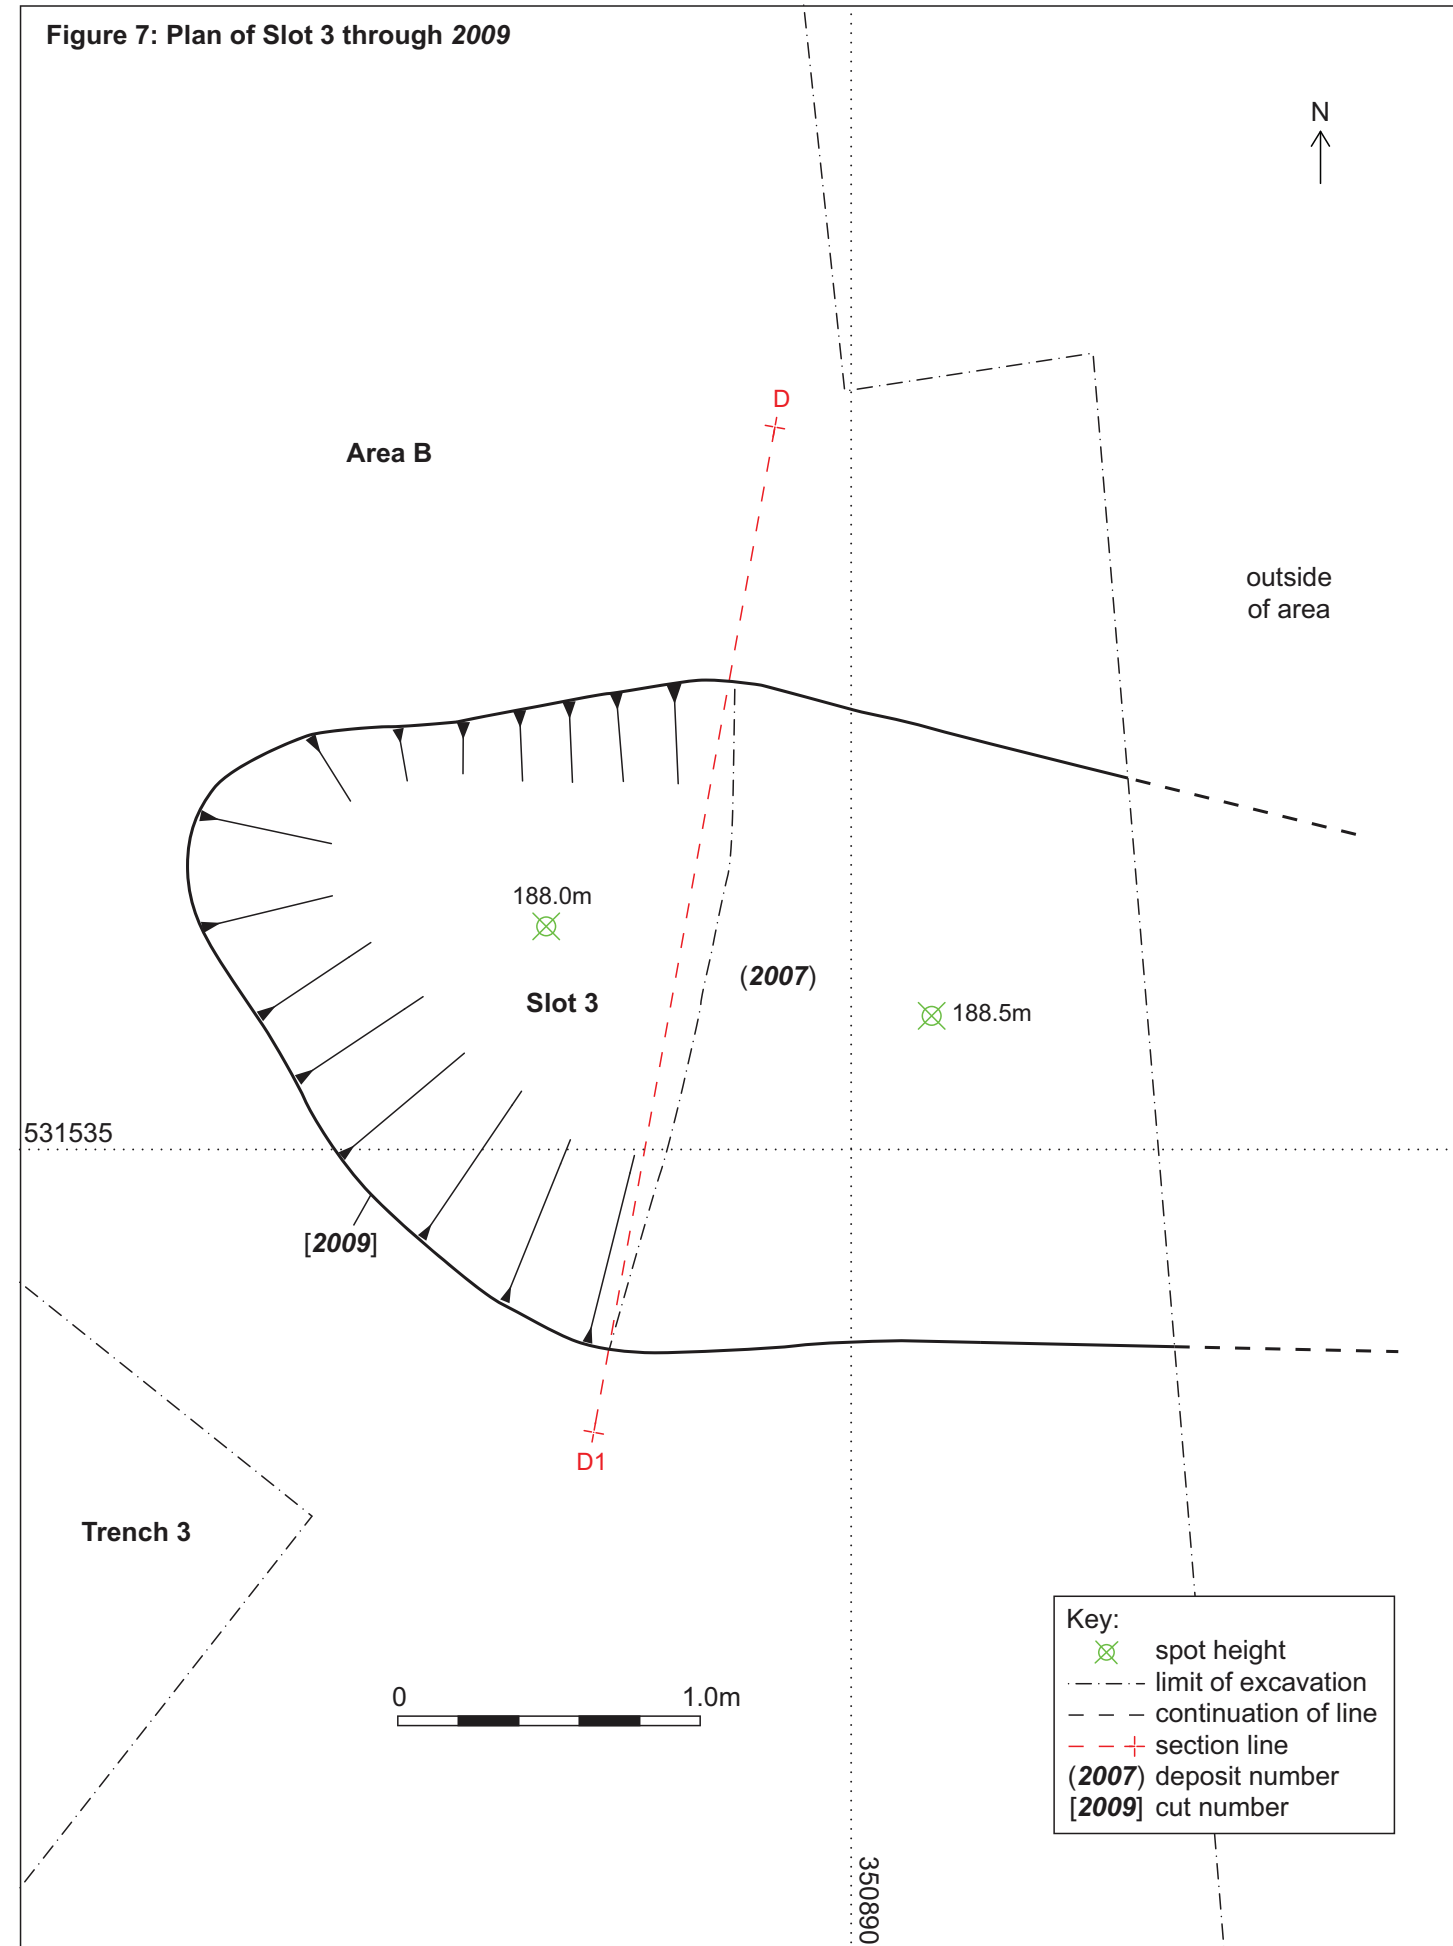 Figure 7: Plan of Slot 3 through 2009
N
D
Area B
outside
of area
188.0m
(2007)
Slot 3
188.5m
531535
[2009]
D1
Trench 3
0 1.0m
Key:
spot height
limit of excavation
continuation of line
section line
(2007) deposit number
[2009] cut number
350890